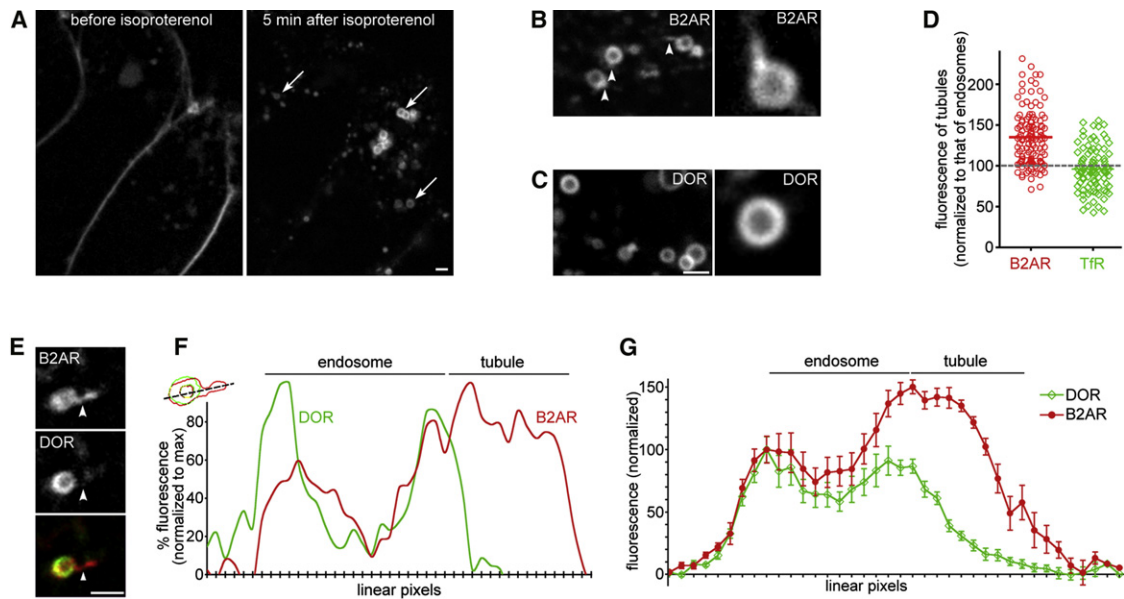 A
before isoproterenol
5 min after isoproterenol
B
B2AR
B2AR
C
DOR
DOR
D
fluorescence of tubules
(normalized to that of endosomes)
200
150
100
50
0
B2AR
TfR
E
B2AR
DOR
F
endosome
tubule
DOR
B2AR
% fluorescence
(normalized to max)
80
60
40
20
0
linear pixels
G
endosome
tubule
DOR
B2AR
fluorescence (normalized)
150
100
50
0
linear pixels